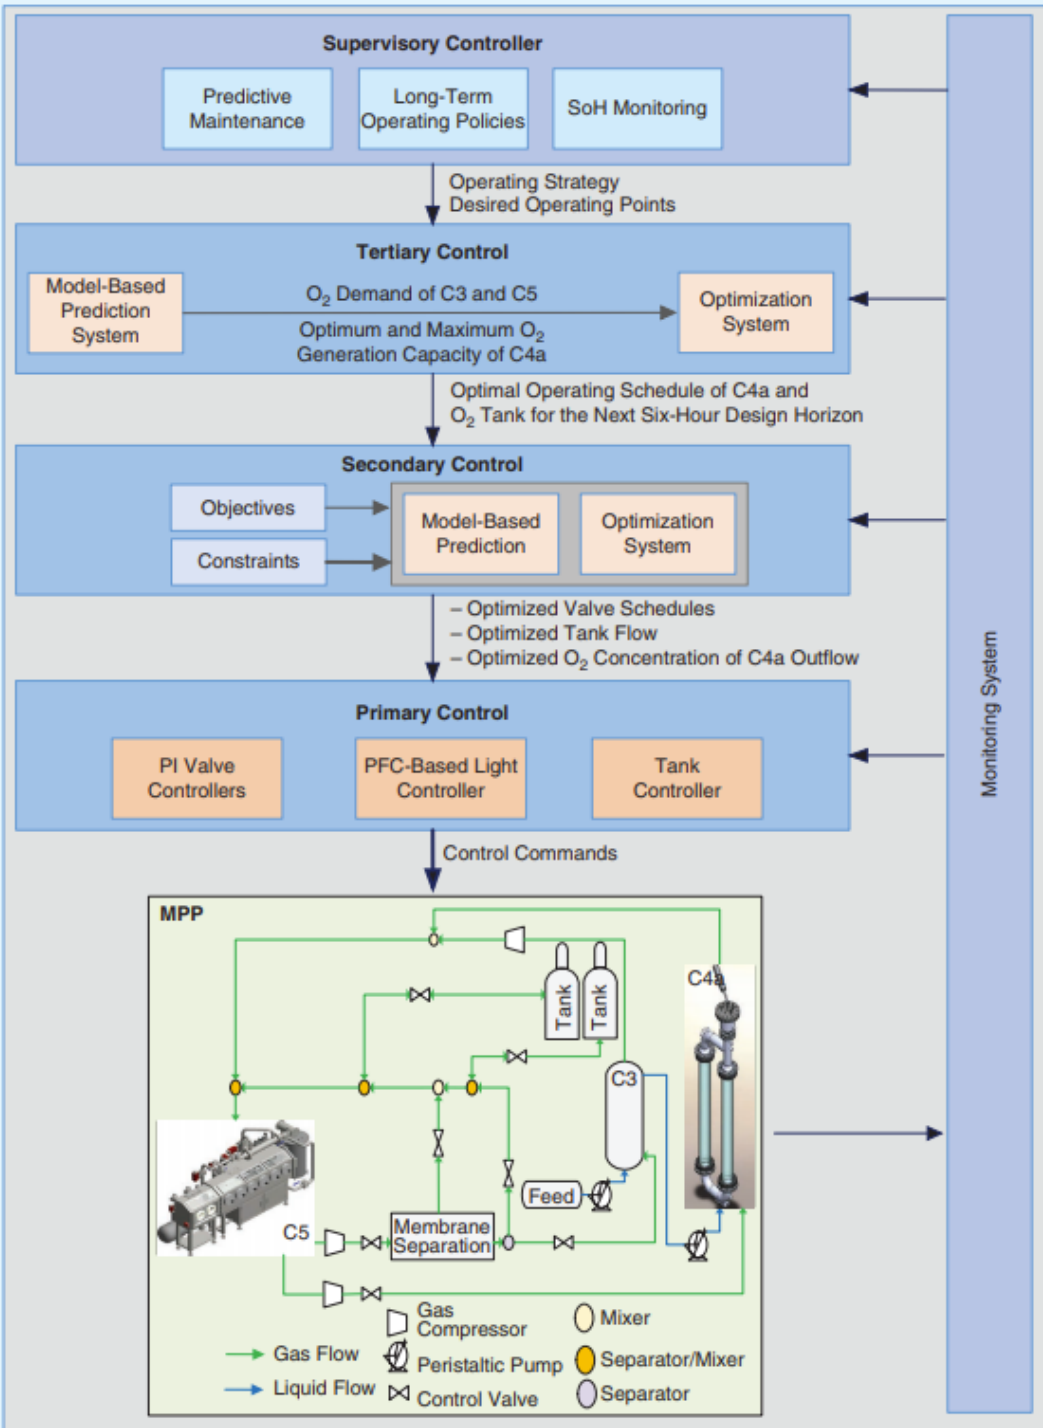 Supervisory Controller
Predictive
Maintenance
Long-Term
Operating Policies
SoH Monitoring
Operating Strategy
Desired Operating Points
Tertiary Control
Model-Based
Prediction
System
O₂ Demand of C3 and C5
Optimum and Maximum O₂
Generation Capacity of C4a
Optimization
System
Optimal Operating Schedule of C4a and
O₂ Tank for the Next Six-Hour Design Horizon
Secondary Control
Objectives
Constraints
Model-Based
Prediction
Optimization
System
– Optimized Valve Schedules
– Optimized Tank Flow
– Optimized O₂ Concentration of C4a Outflow
Primary Control
PI Valve
Controllers
PFC-Based Light
Controller
Tank
Controller
Control Commands
Monitoring System
MPP
Tank
Tank
C4a
C3
Feed
C5
Membrane
Separation
Gas Flow
Liquid Flow
Gas
Compressor
Peristaltic Pump
Control Valve
Mixer
Separator/Mixer
Separator